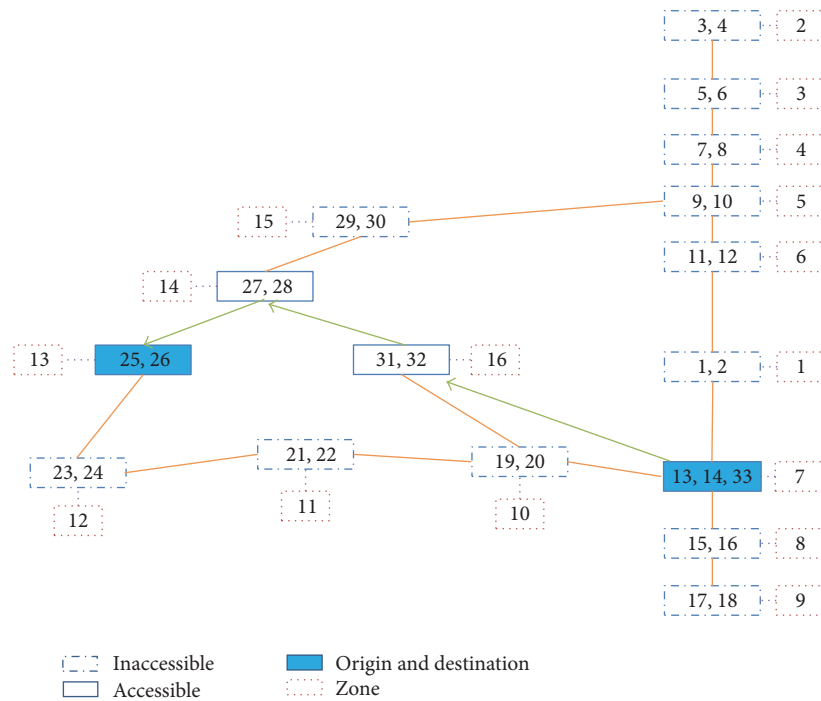 3, 4 2
5, 6 3
7, 8 4
9, 10 5
15 29, 30
11, 12 6
14 27, 28
13 25, 26 31, 32 16
1, 2 1
21, 22
19, 20
23, 24
13, 14, 33 7
11
10
12
15, 16 8
17, 18 9
Inaccessible Origin and destination
Accessible Zone